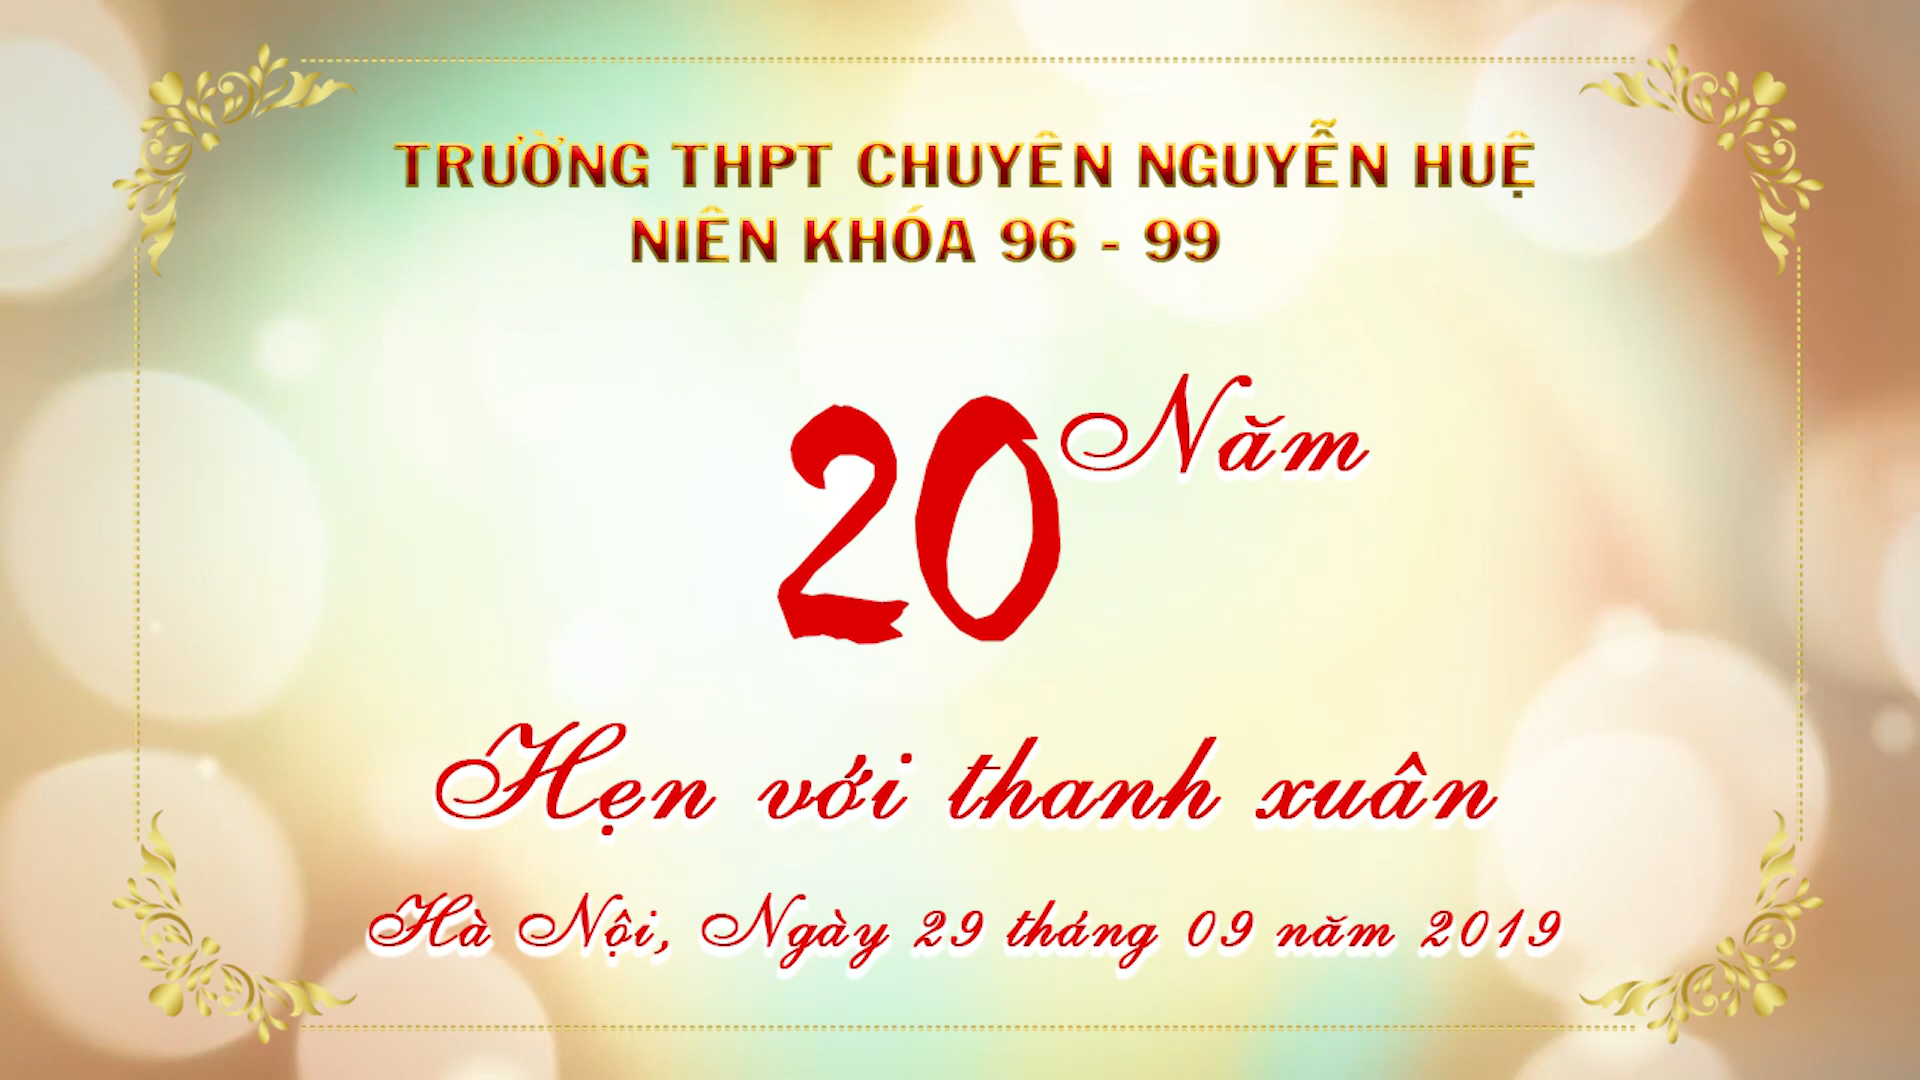 TRƯỜNG THPT CHUYÊN NGUYỄN HUỆ
NIÊN KHÓA 96 - 99
20 Năm
Hẹn với thanh xuân
Hà Nội, Ngày 29 tháng 09 năm 2019